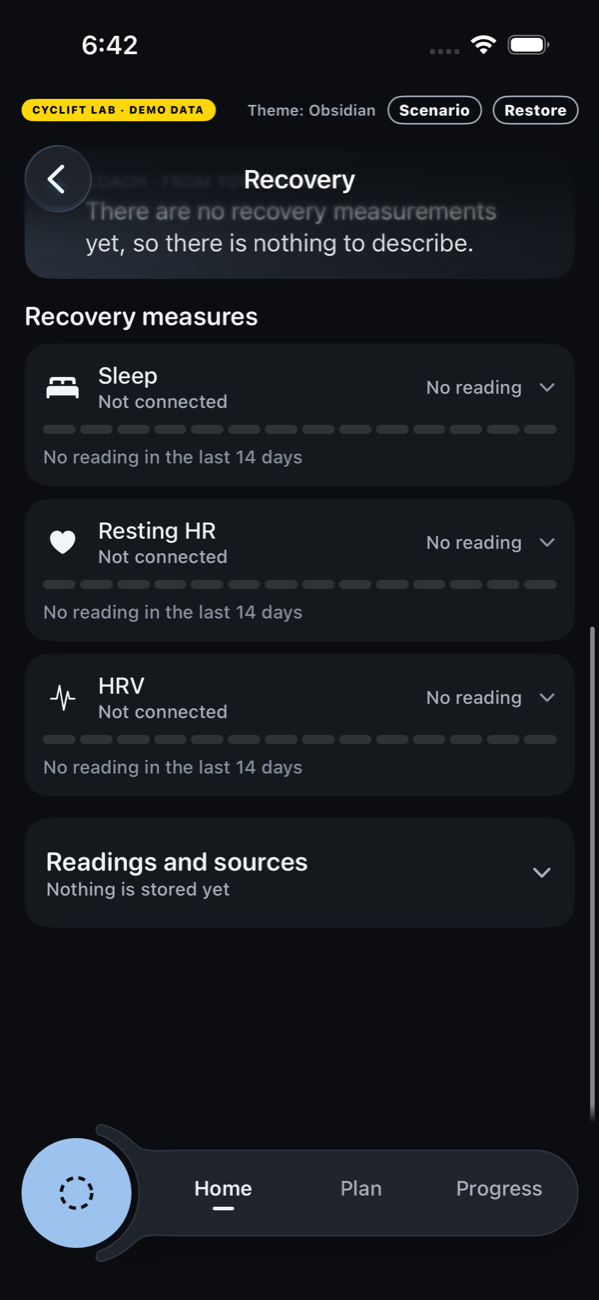 6:42
CYCLIFT LAB · DEMO DATA
Theme: Obsidian
Scenario
Restore
Recovery
There are no recovery measurements
yet, so there is nothing to describe.
Recovery measures
Sleep
Not connected
No reading
No reading in the last 14 days
Resting HR
Not connected
No reading
No reading in the last 14 days
HRV
Not connected
No reading
No reading in the last 14 days
Readings and sources
Nothing is stored yet
Home
Plan
Progress